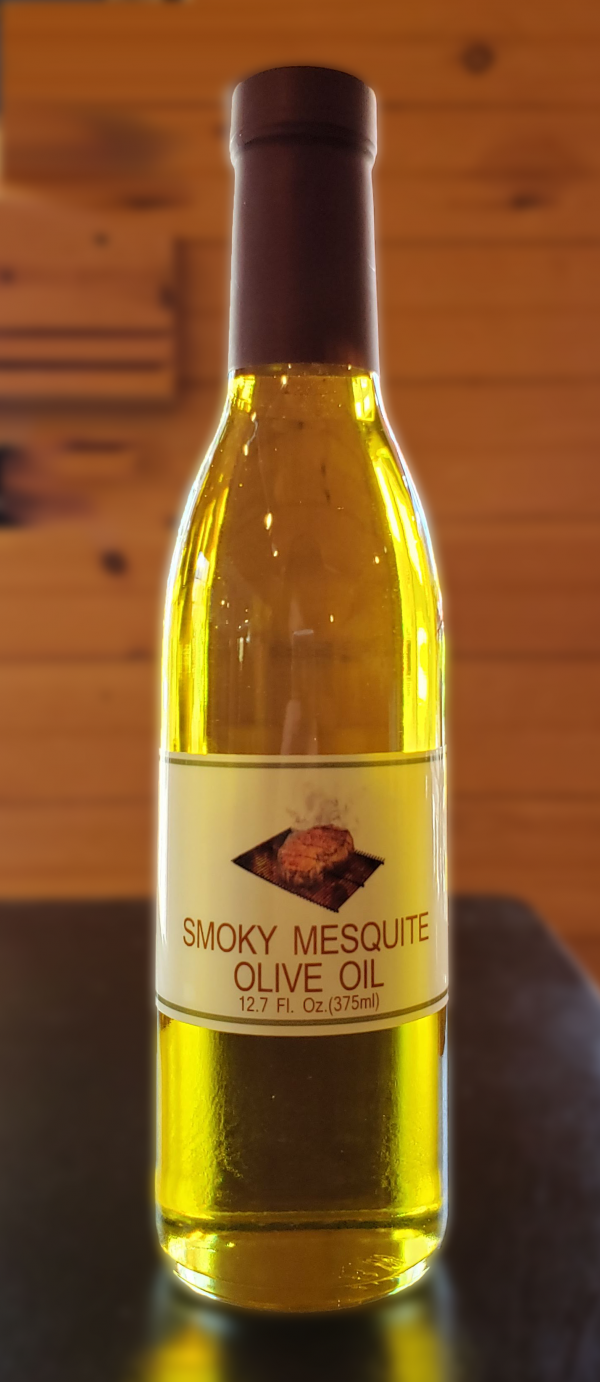 SMOKY MESQUITE
OLIVE OIL
12.7 Fl. Oz.(375ml)